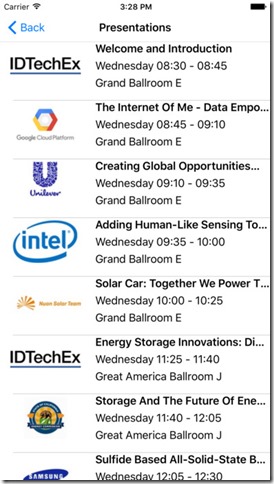 Carrier 3:28 PM
Back Presentations
Welcome and Introduction
IDTechEx
Wednesday 08:30 - 08:45
Grand Ballroom E
The Internet Of Me - Data Empo...
Google Cloud Platform
Wednesday 08:45 - 09:10
Grand Ballroom E
Creating Global Opportunities...
Unilever
Wednesday 09:10 - 09:35
Grand Ballroom E
Adding Human-Like Sensing To...
intel
Wednesday 09:35 - 10:00
Grand Ballroom E
Solar Car: Together We Power T...
Nuon Solar Team
Wednesday 10:00 - 10:25
Grand Ballroom E
Energy Storage Innovations: Di...
IDTechEx
Wednesday 11:25 - 11:40
Great America Ballroom J
Storage And The Future Of Ene...
Wednesday 11:40 - 12:05
Great America Ballroom J
Sulfide Based All-Solid-State B...
SAMSUNG
Wednesday 12:05 - 12:30